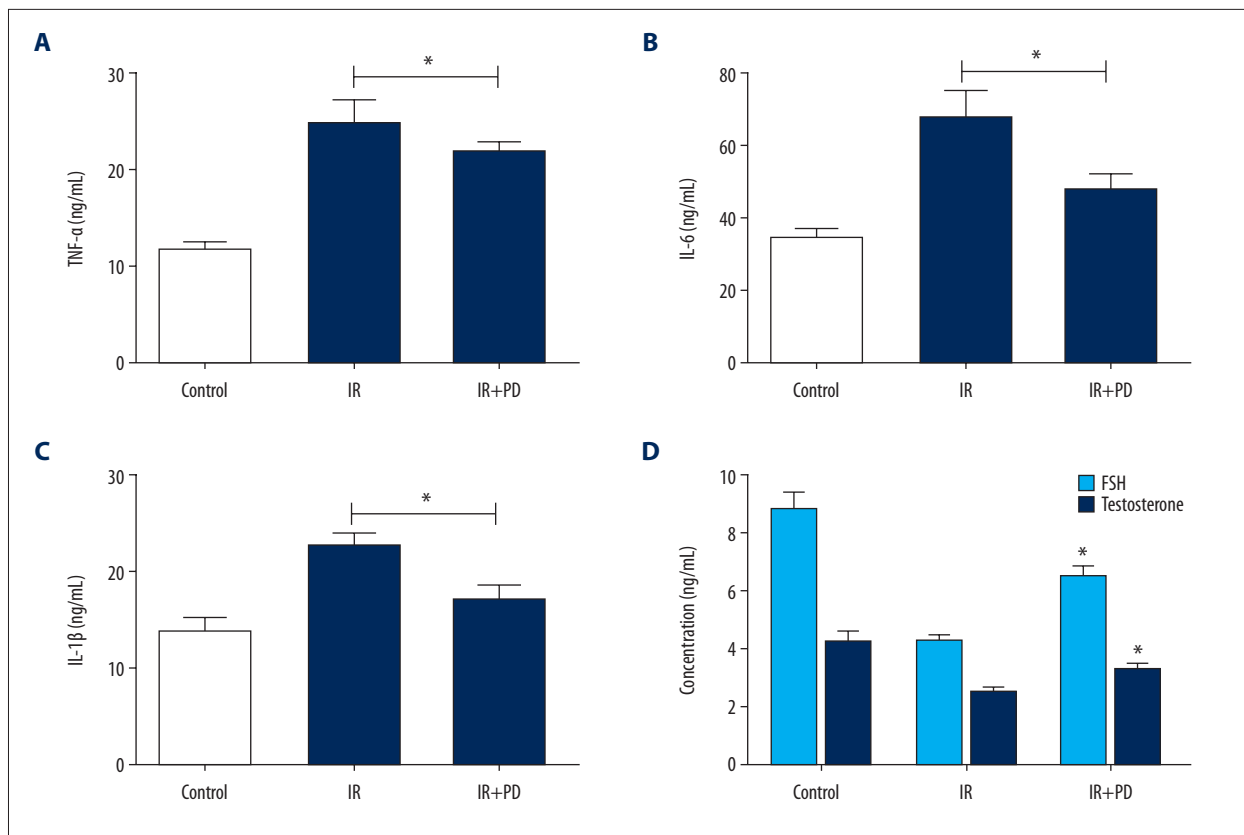 A
*
30
20
10
0
TNF-α (ng/mL)
Control IR IR+PD
B
*
80
60
40
20
0
IL-6 (ng/mL)
Control IR IR+PD
C
*
30
20
10
0
IL-1β (ng/mL)
Control IR IR+PD
D
FSH
Testosterone
10
8
6
4
2
0
Concentration (ng/mL)
*
*
Control IR IR+PD